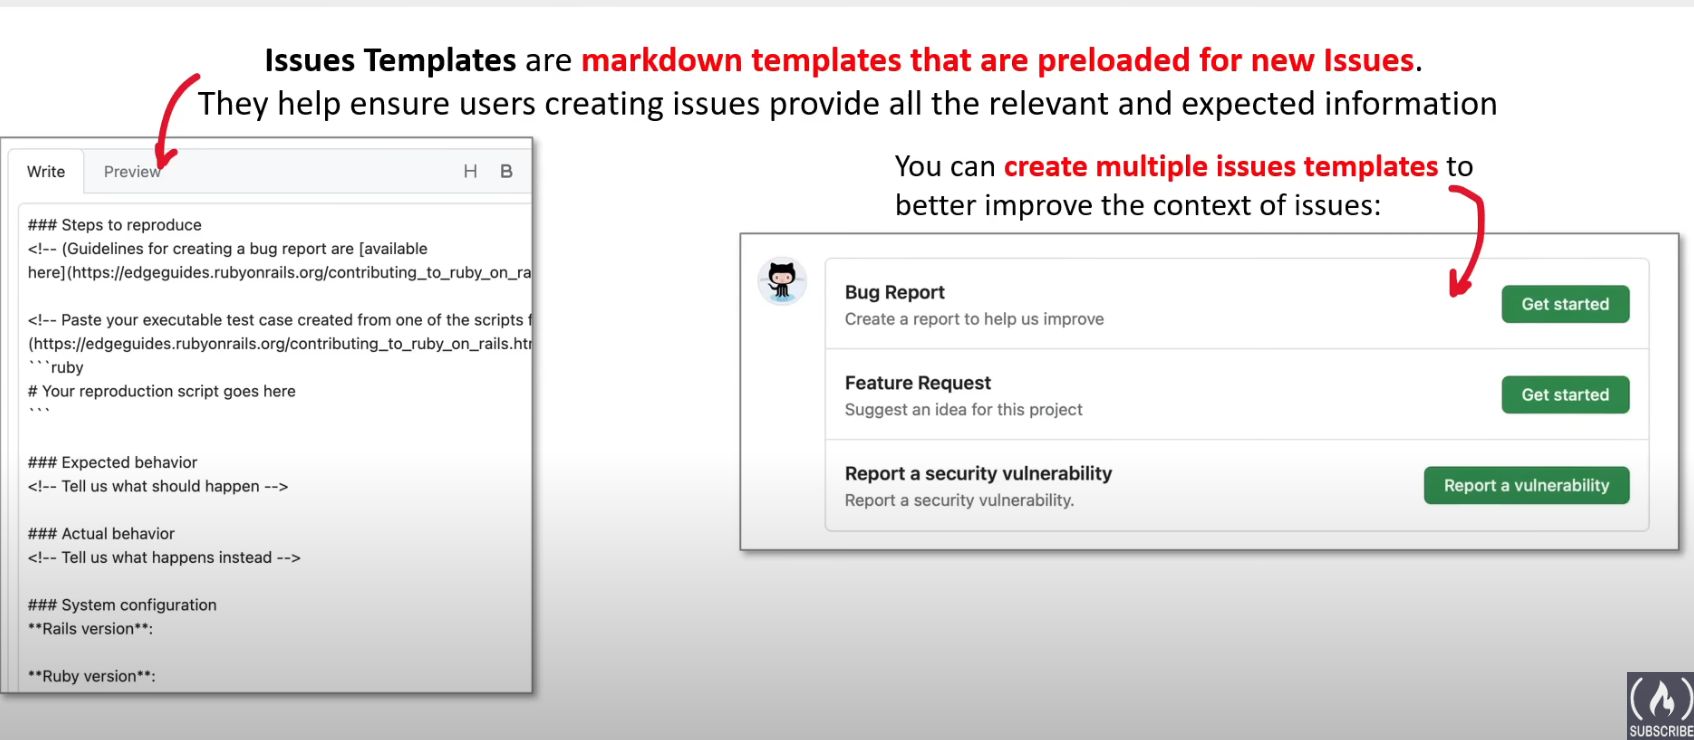 Issues Templates are markdown templates that are preloaded for new Issues.
They help ensure users creating issues provide all the relevant and expected information
Write
Preview
H
B
### Steps to reproduce
<!-- (Guidelines for creating a bug report are [available
here](https://edgeguides.rubyonrails.org/contributing_to_ruby_on_ra
<!-- Paste your executable test case created from one of the scripts f
(https://edgeguides.rubyonrails.org/contributing_to_ruby_on_rails.htm
```ruby
# Your reproduction script goes here
```
### Expected behavior
<!-- Tell us what should happen -->
### Actual behavior
<!-- Tell us what happens instead -->
### System configuration
**Rails version**:
**Ruby version**:
You can create multiple issues templates to
better improve the context of issues:
Bug Report
Create a report to help us improve
Get started
Feature Request
Suggest an idea for this project
Get started
Report a security vulnerability
Report a security vulnerability.
Report a vulnerability
SUBSCRIBE